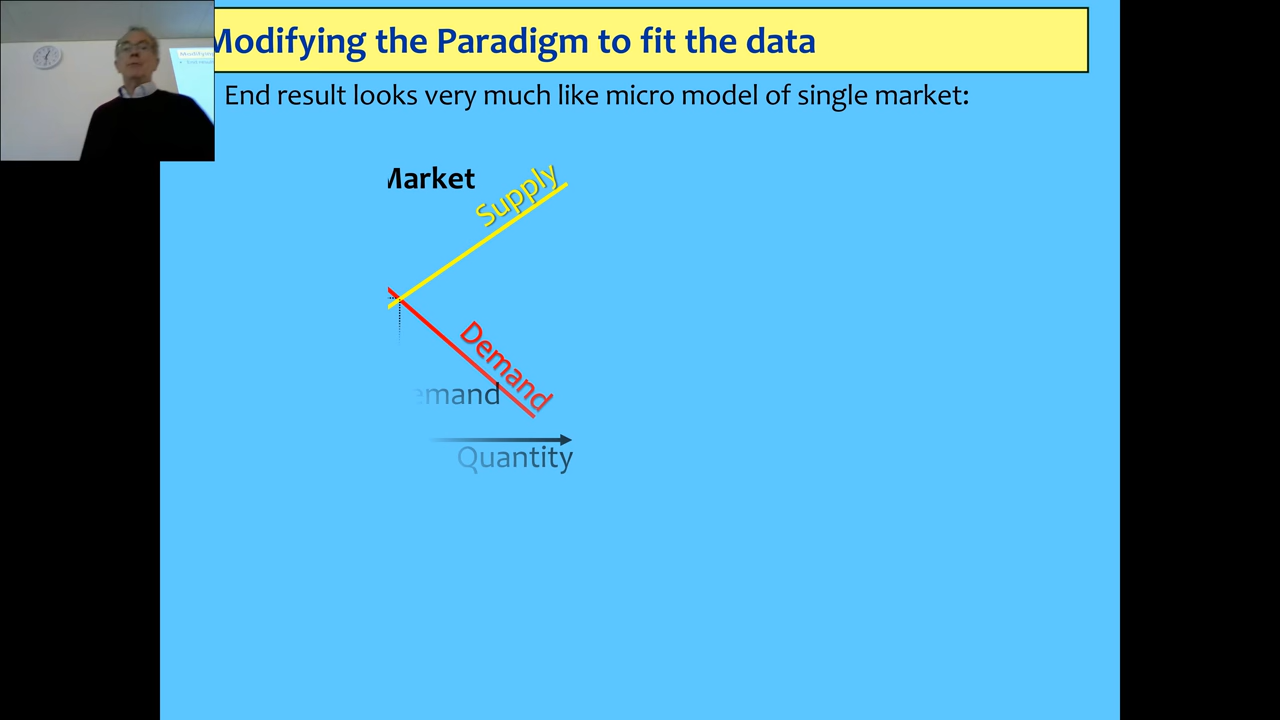 Modifying the Paradigm to fit the data
End result looks very much like micro model of single market:
Market
Supply
Demand
emand
Quantity